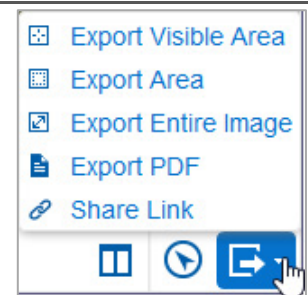 Export Visible Area
Export Area
Export Entire Image
Export PDF
Share Link